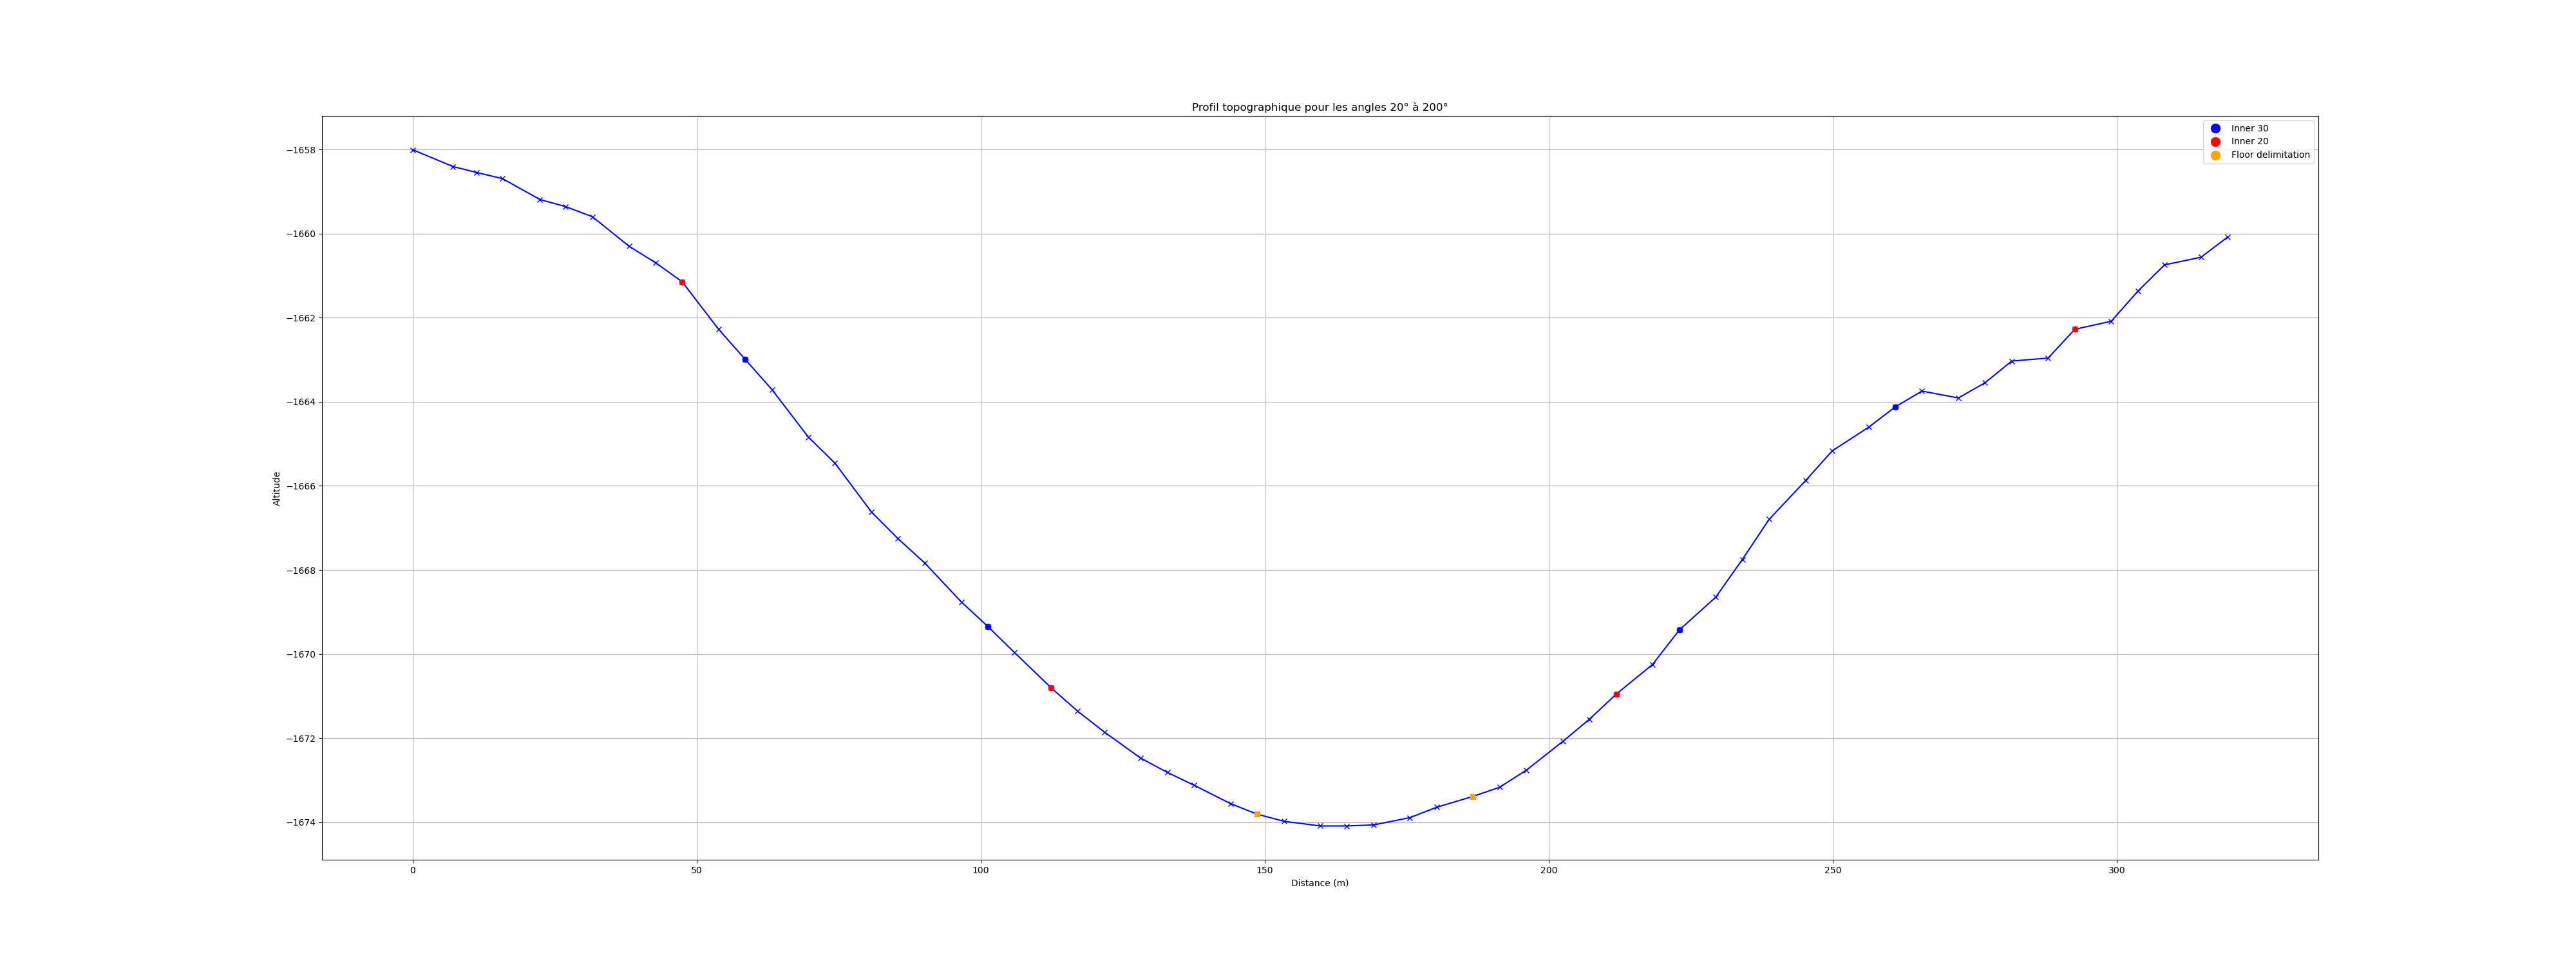 Profil topographique pour les angles 20° à 200°
Inner 30
Inner 20
Floor delimitation
−1658
−1660
−1662
−1664
−1666
−1668
−1670
−1672
−1674
Altitude
0 50 100 150 200 250 300
Distance (m)